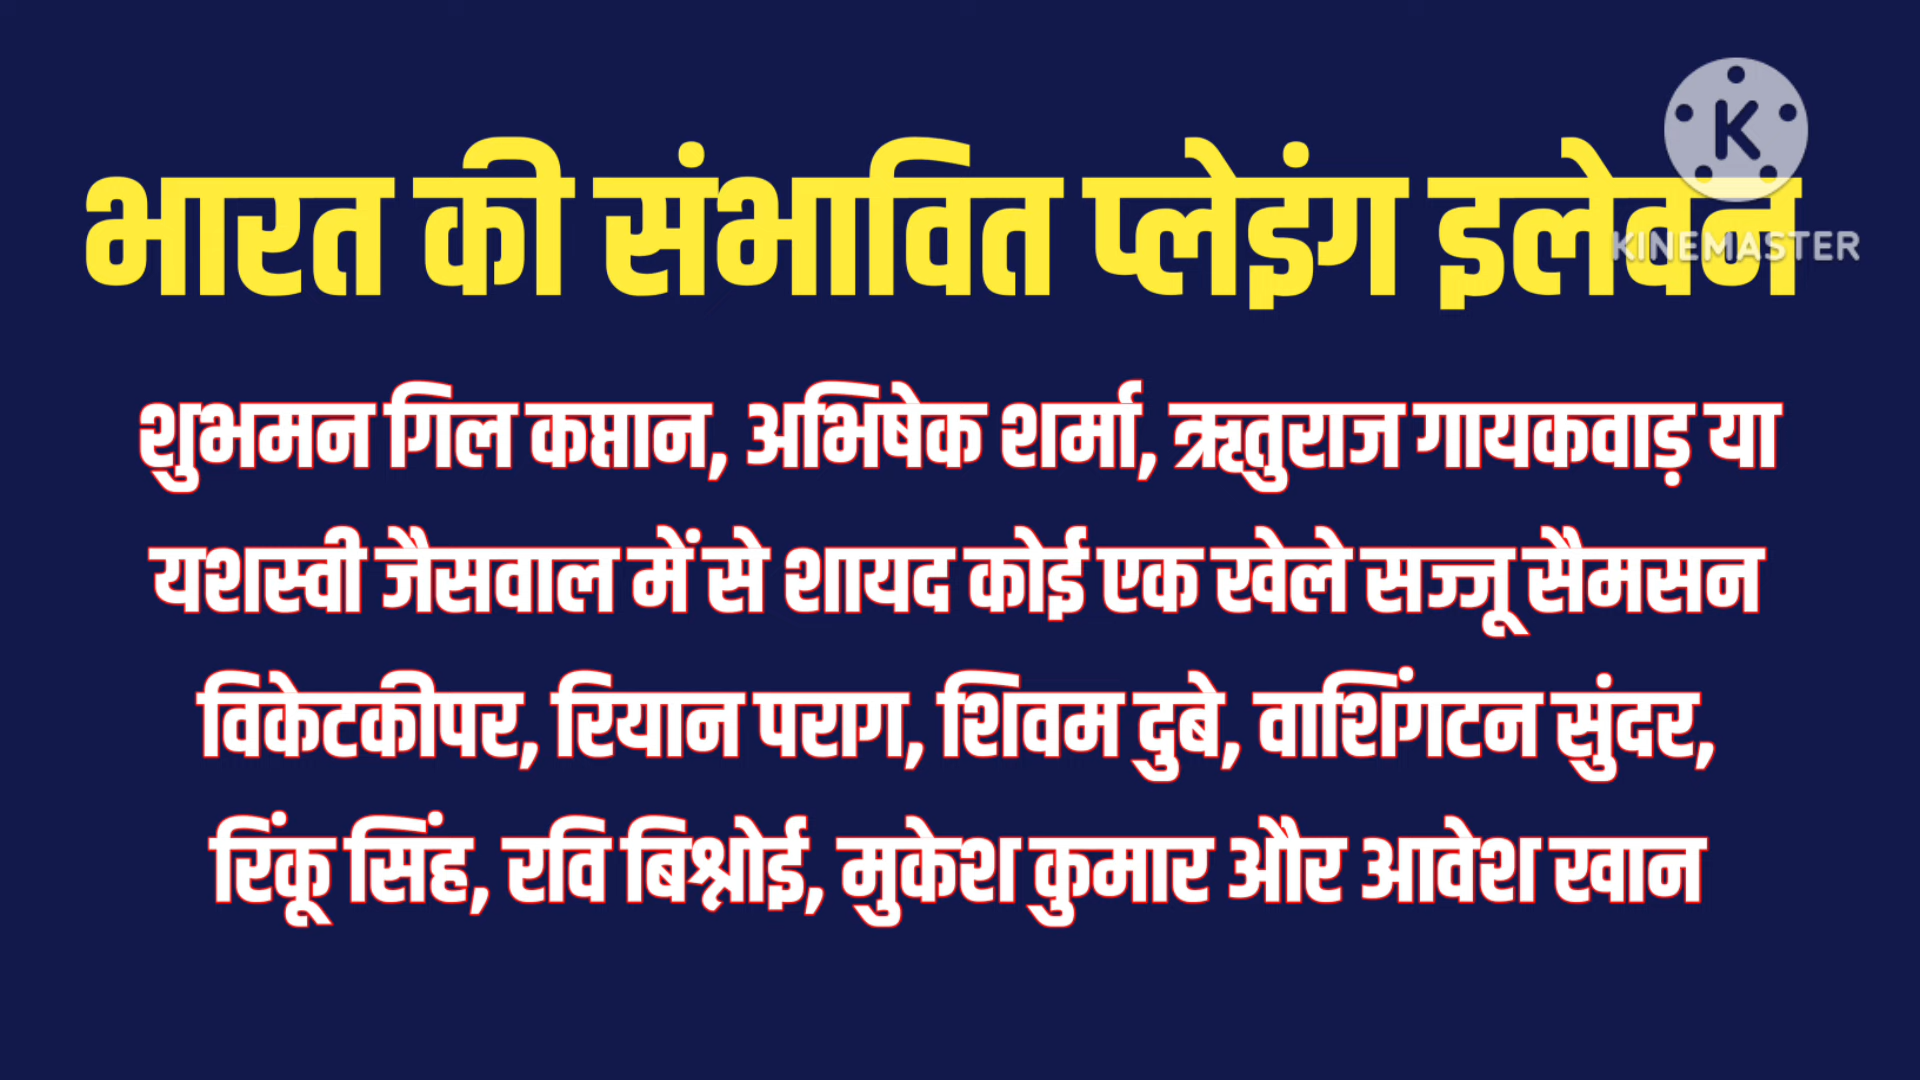 भारत की संभावित प्लेइंग इलेवन
K
KINEMASTER
शुभमन गिल कप्तान, अभिषेक शर्मा, ऋतुराज गायकवाड़ या
यशस्वी जैसवाल में से शायद कोई एक खेले सज्जू सैमसन
विकेटकीपर, रियान पराग, शिवम दुबे, वाशिंगटन सुंदर,
रिंकू सिंह, रवि बिश्नोई, मुकेश कुमार और आवेश खान